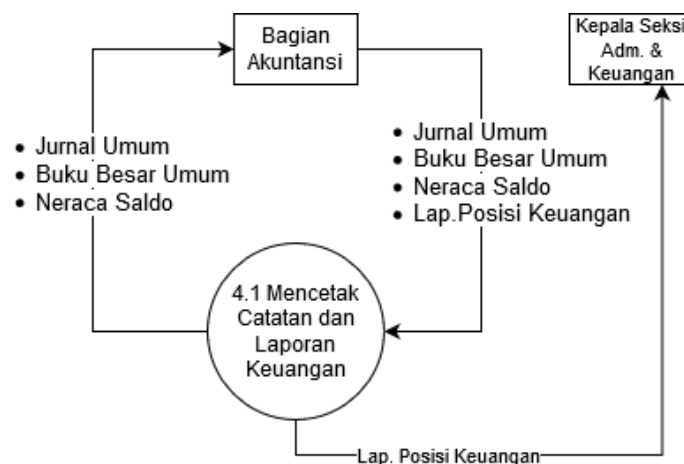 Bagian
Akuntansi
Kepala Seksi
Adm. &
Keuangan
• Jurnal Umum
• Buku Besar Umum
• Neraca Saldo
• Jurnal Umum
• Buku Besar Umum
• Neraca Saldo
• Lap.Posisi Keuangan
4.1 Mencetak
Catatan dan
Laporan
Keuangan
Lap. Posisi Keuangan